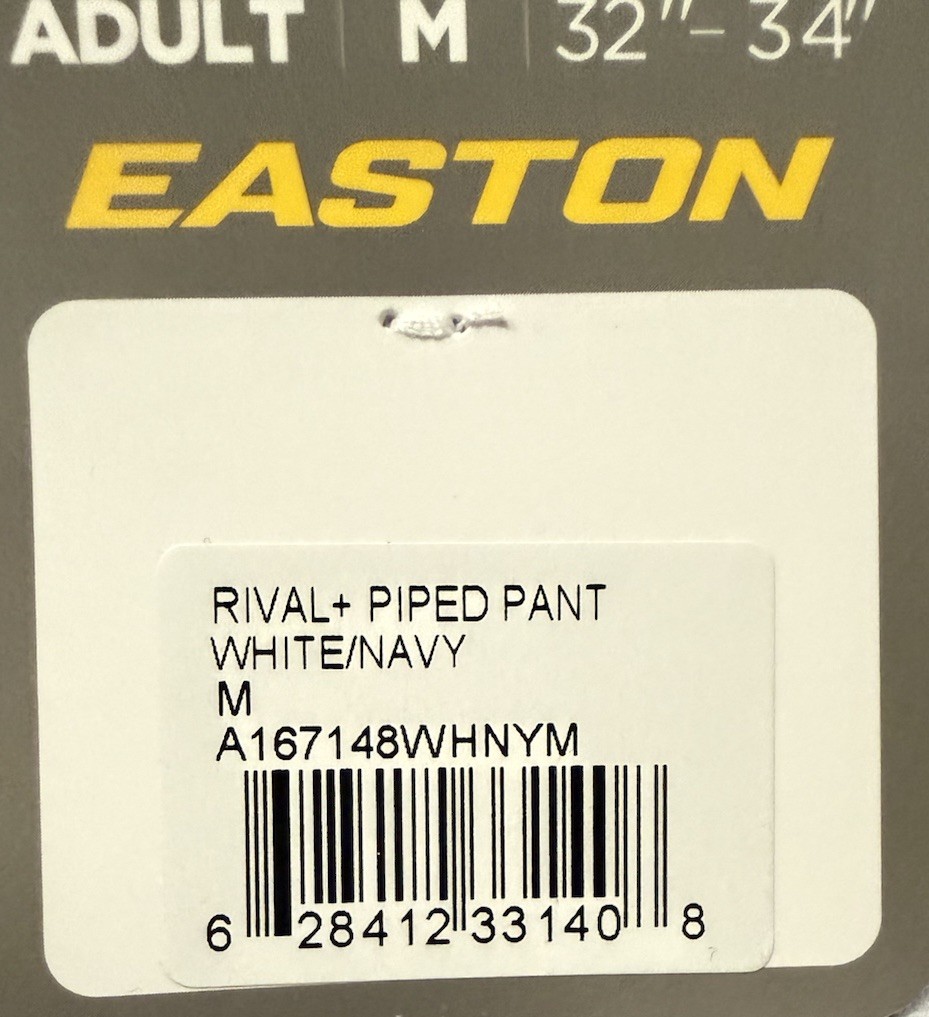 ADULT | M | 32"-34"
EASTON
RIVAL+ PIPED PANT
WHITE/NAVY
M
A167148WHNYM
6 28412 33140 8